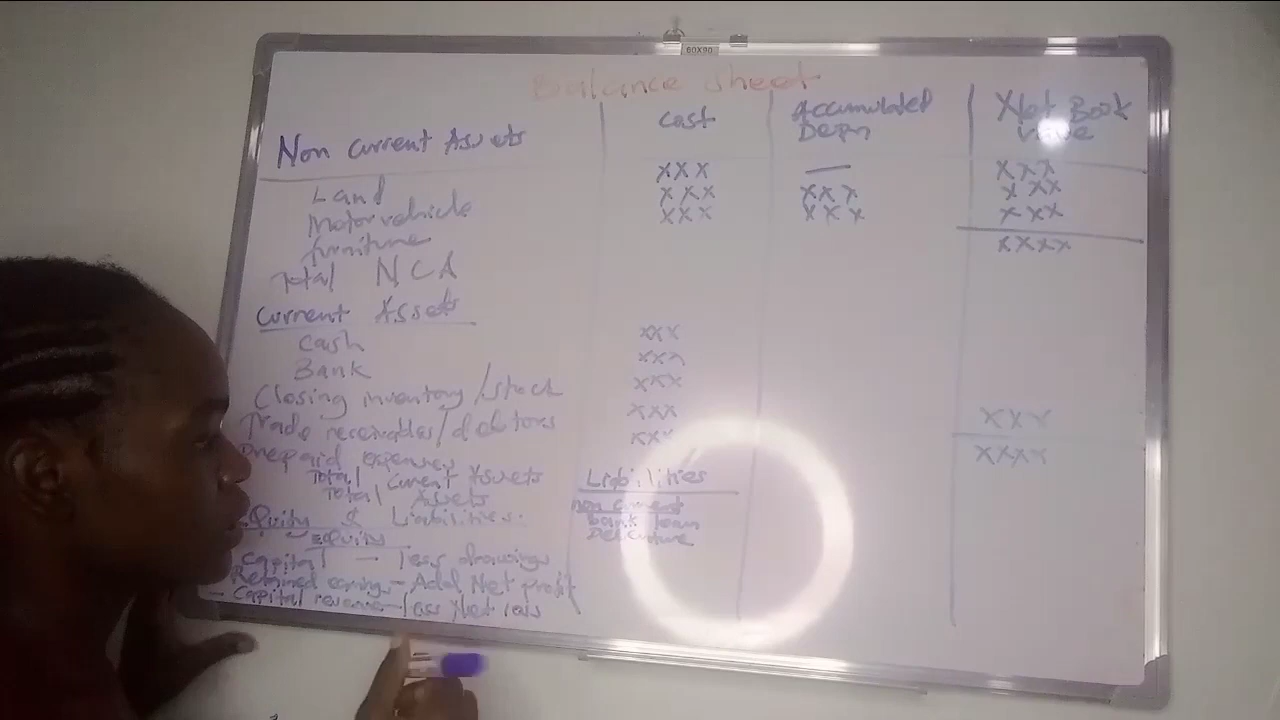 60X90
Balance sheet
Non current Assets
cost
Accumulated
Depn
Net Book
Value
Land
xxx
—
xxx
Motor vehicle
xxx
xxx
xxx
furniture
xxx
xxx
xxx
Total NCA
xxxx
Current Assets
cash
xxx
Bank
xxx
Closing inventory / stock
xxx
Trade receivables/debtors
xxx
Prepaid expenses
xxx
Total Current Assets
xxx
Total Assets
xxxx
Equity & Liabilities.
Equity
Capital — less drawings
Retained earnings — Add Net profit
- Capital reserve — less Net loss
Liabilities
non current
bank loan
Debenture